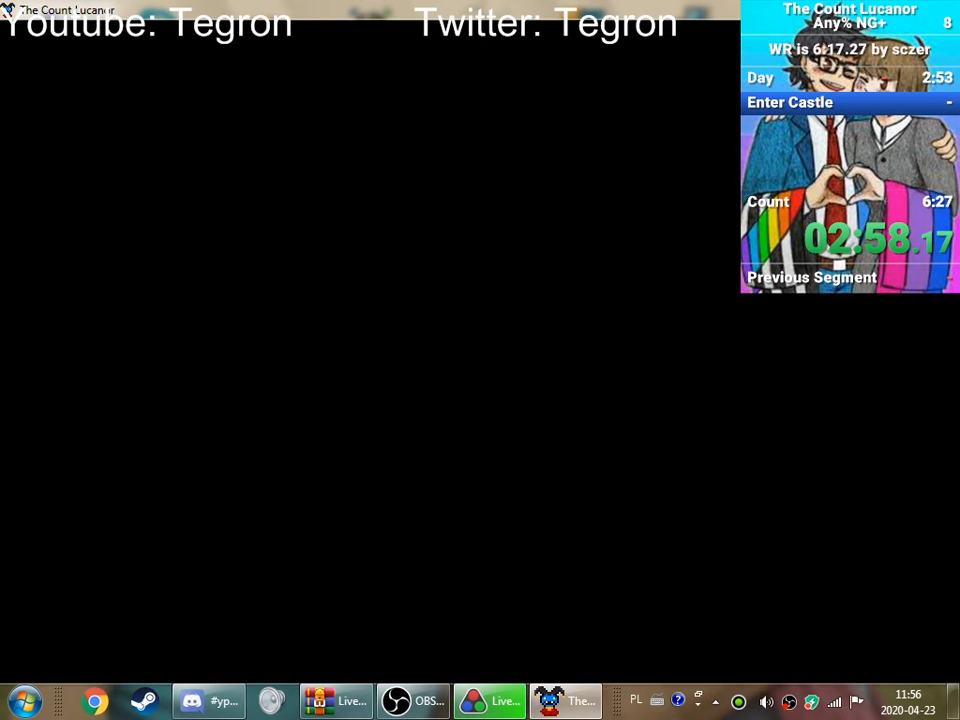 The Count Lucanor
Youtube: Tegron
Twitter: Tegron
The Count Lucanor
Any% NG+
8
WR is 6.17.27 by sczer
Day
2:53
Enter Castle
-
Count
6:27
02:58.17
Previous Segment
-
#yp...
Live...
OBS...
Live...
The...
PL
11:56
2020-04-23